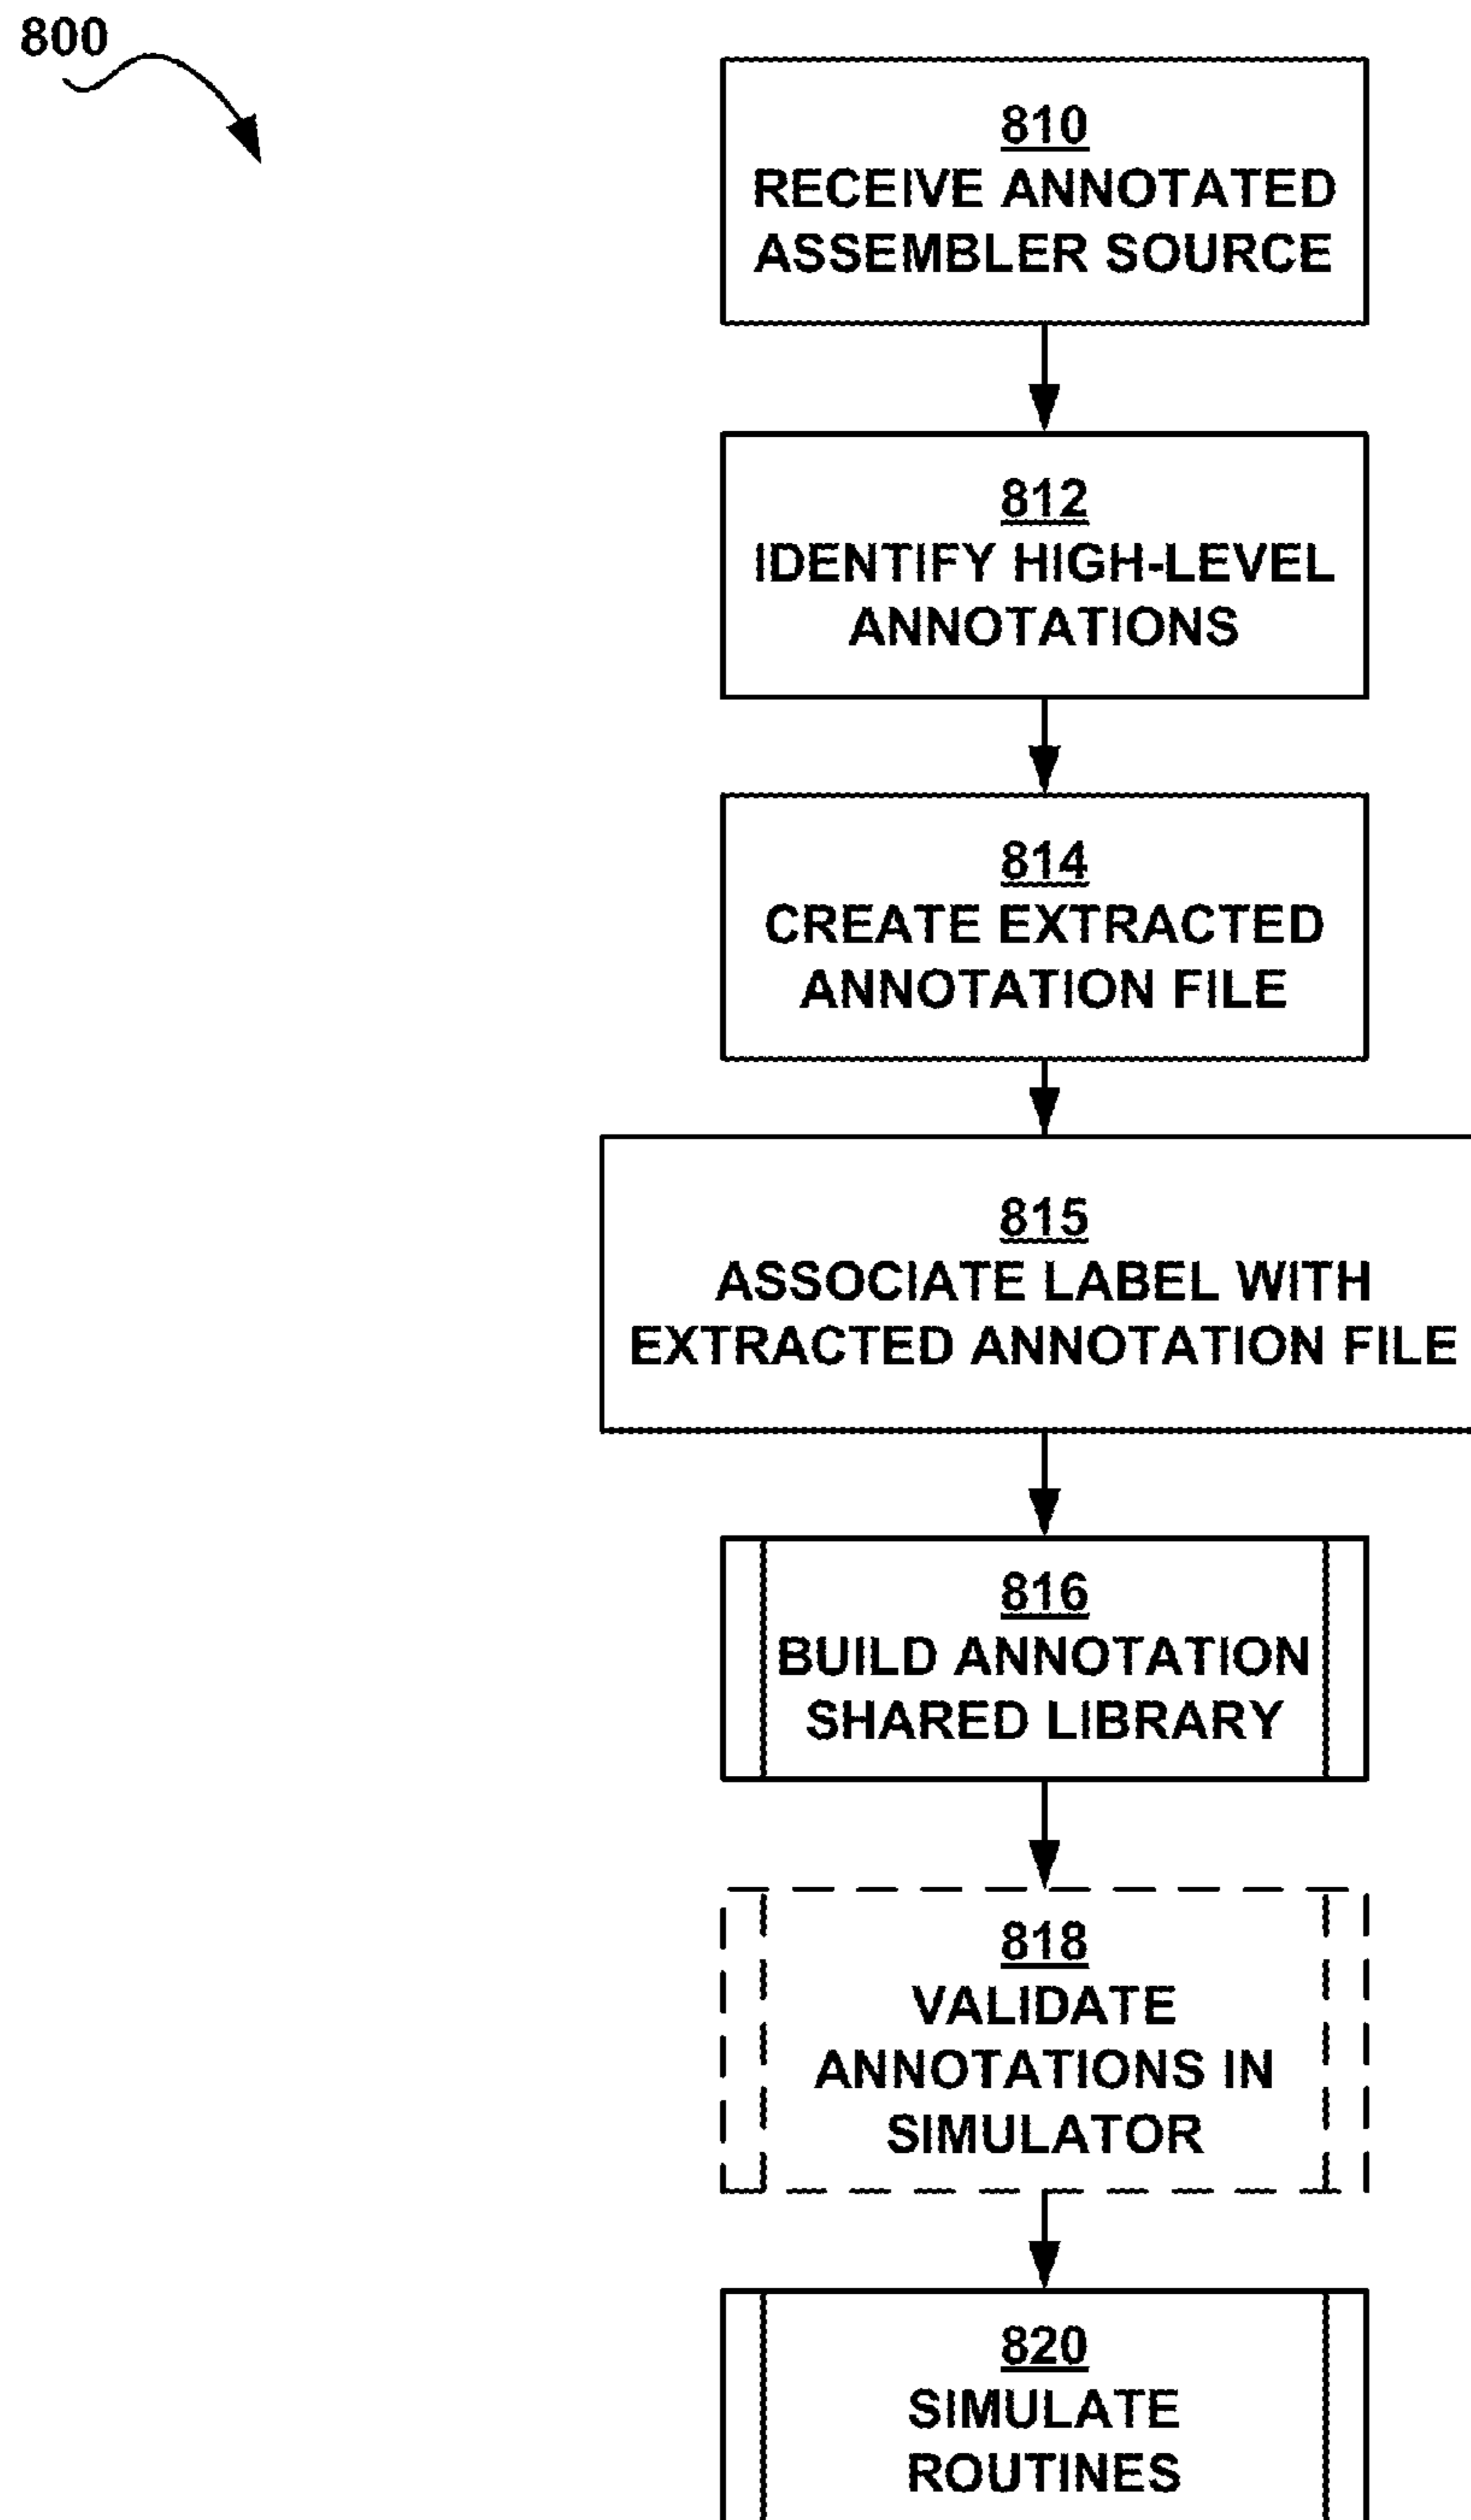 800
810
RECEIVE ANNOTATED
ASSEMBLER SOURCE
812
IDENTIFY HIGH-LEVEL
ANNOTATIONS
814
CREATE EXTRACTED
ANNOTATION FILE
815
ASSOCIATE LABEL WITH
EXTRACTED ANNOTATION FILE
816
BUILD ANNOTATION
SHARED LIBRARY
818
VALIDATE
ANNOTATIONS IN
SIMULATOR
820
SIMULATE
ROUTINES